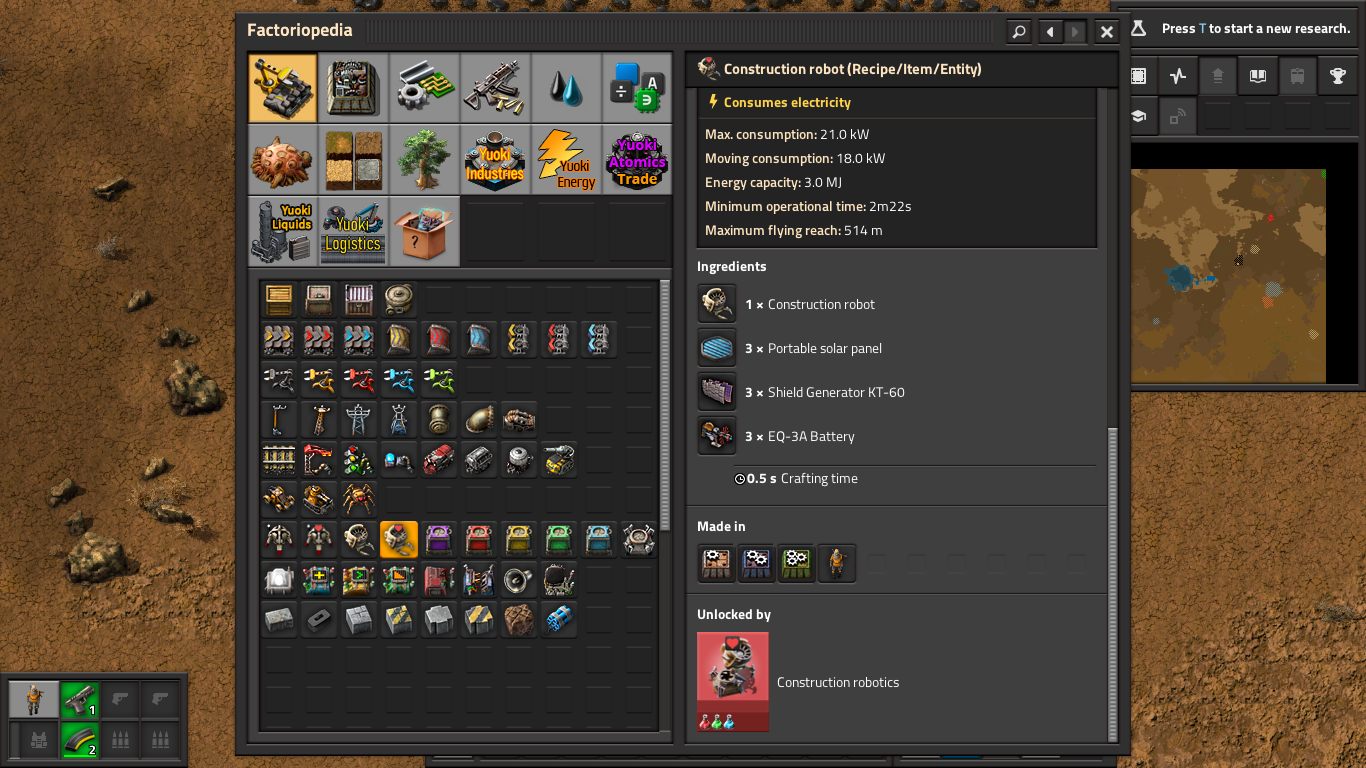 Factoriopedia
Press T to start a new research.
A
Yuoki
Industries
Yuoki
Energy
Yuoki
Atomics
Trade
Yuoki
Liquids
Yuoki
Logistics
?
Construction robot (Recipe/Item/Entity)
Consumes electricity
Max. consumption: 21.0 kW
Moving consumption: 18.0 kW
Energy capacity: 3.0 MJ
Minimum operational time: 2m22s
Maximum flying reach: 514 m
Ingredients
1 × Construction robot
3 × Portable solar panel
3 × Shield Generator KT-60
3 × EQ-3A Battery
0.5 s Crafting time
Made in
Unlocked by
Construction robotics
1
2